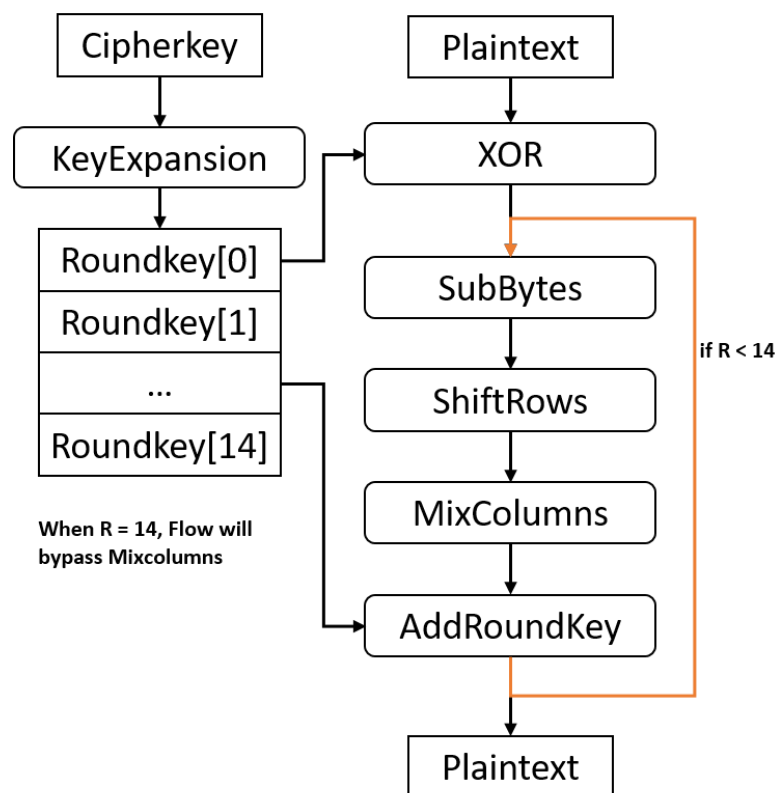 Cipherkey
Plaintext
KeyExpansion
XOR
Roundkey[0]
Roundkey[1]
...
Roundkey[14]
SubBytes
if R < 14
ShiftRows
When R = 14, Flow will
bypass Mixcolumns
MixColumns
AddRoundKey
Plaintext